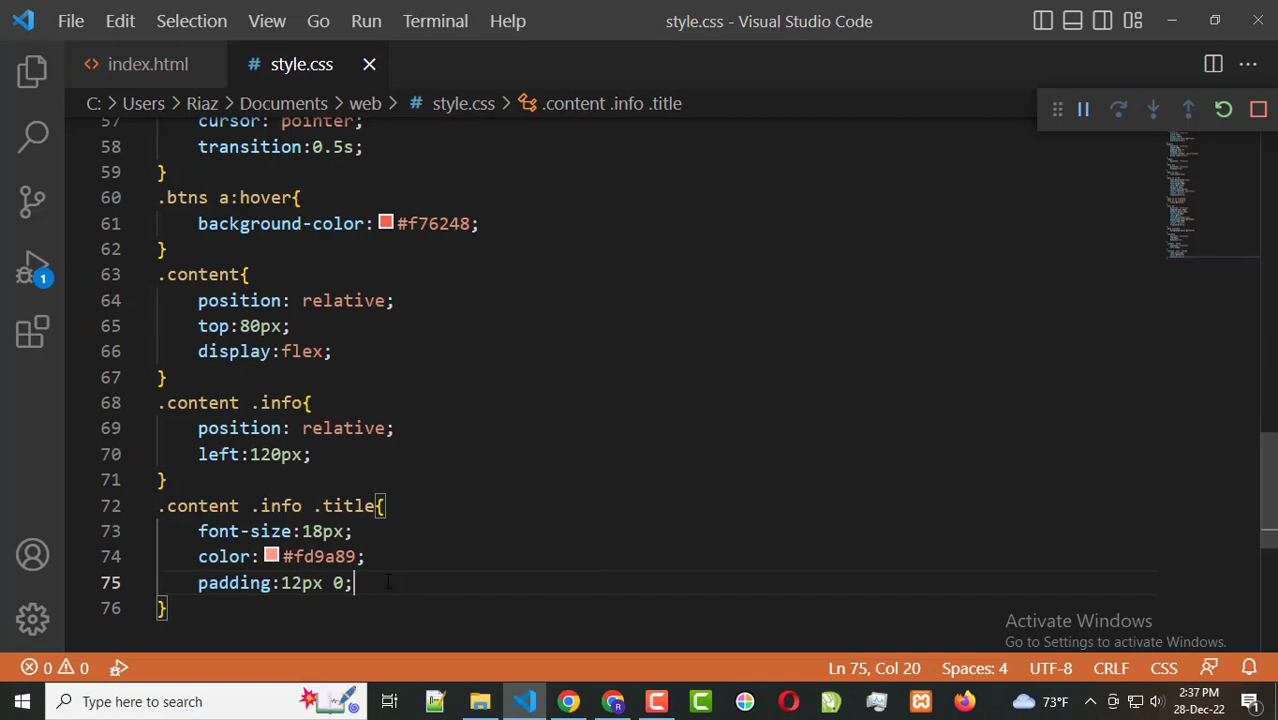 File Edit Selection View Go Run Terminal Help style.css - Visual Studio Code
index.html # style.css
C: > Users > Riaz > Documents > web > # style.css > .content .info .title
57 cursor: pointer;
58 transition:0.5s;
59 }
60 .btns a:hover{
61 background-color: #f76248;
62 }
63 .content{
64 position: relative;
65 top:80px;
66 display:flex;
67 }
68 .content .info{
69 position: relative;
70 left:120px;
71 }
72 .content .info .title{
73 font-size:18px;
74 color: #fd9a89;
75 padding:12px 0;
76 }
1
Activate Windows
Go to Settings to activate Windows.
0 0 Ln 75, Col 20 Spaces: 4 UTF-8 CRLF CSS
Type here to search 73°F 2:37 PM
28-Dec-22 1